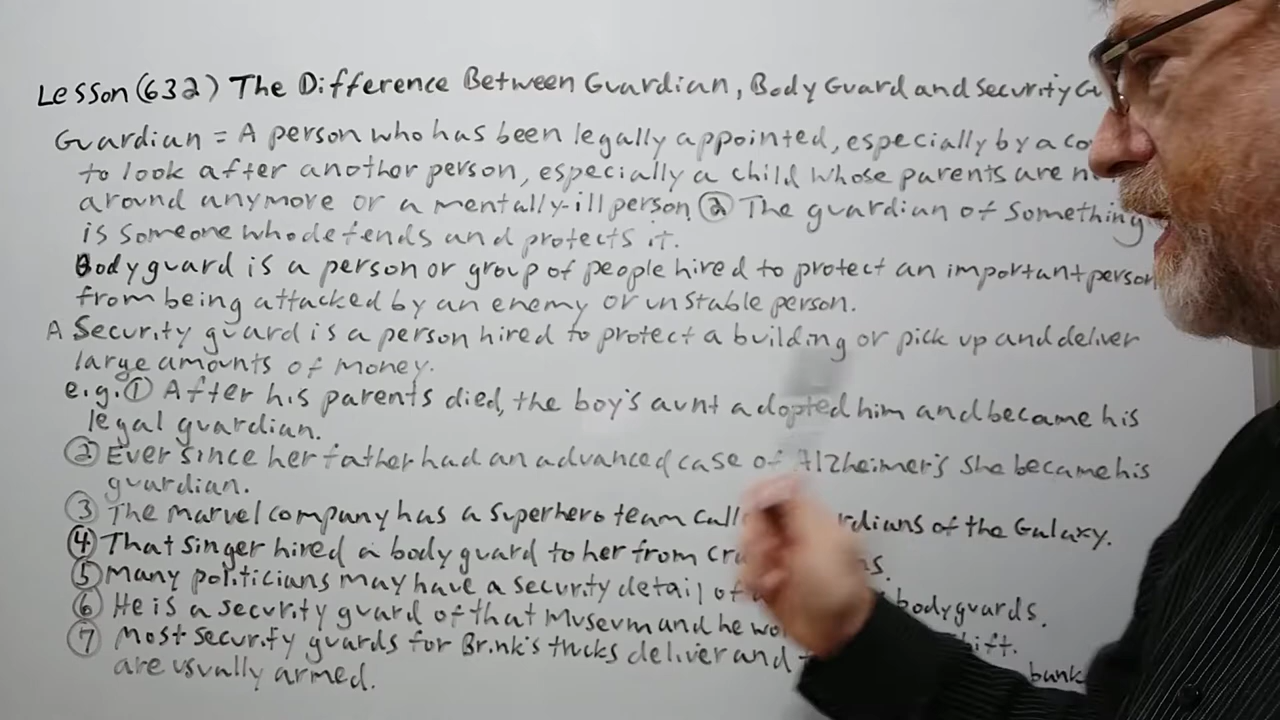 Lesson (632) The Difference Between Guardian, Body Guard and Security Gu
Guardian = A person who has been legally appointed, especially by a co
to look after another person, especially a child whose parents are n
around anymore or a mentally-ill person ② The guardian of something
is someone who defends and protects it.
Bodyguard is a person or group of people hired to protect an important person
from being attacked by an enemy or unstable person.
A Security guard is a person hired to protect a building or pick up and deliver
large amounts of money.
e.g. ① After his parents died, the boy's aunt adopted him and became his
legal guardian.
② Ever since her father had an advanced case of Alzheimer's she became his
guardian.
③ The Marvel company has a superhero team call rdians of the Galaxy.
④ That singer hired a body guard to her from cr ns.
⑤ Many politicians may have a security detail of bodyguards.
⑥ He is a security guard of that Museum and he wo ift.
⑦ Most security guards for Brink's trucks deliver and bank
are usually armed.